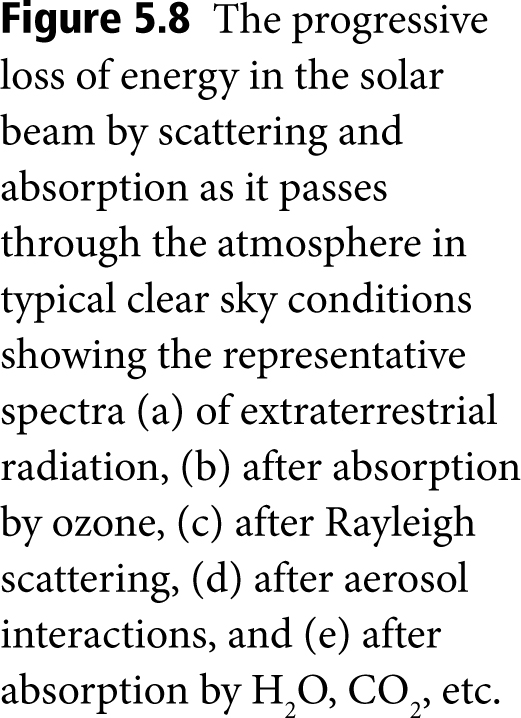 Figure 5.8 The progressive
loss of energy in the solar
beam by scattering and
absorption as it passes
through the atmosphere in
typical clear sky conditions
showing the representative
spectra (a) of extraterrestrial
radiation, (b) after absorption
by ozone, (c) after Rayleigh
scattering, (d) after aerosol
interactions, and (e) after
absorption by H₂O, CO₂, etc.